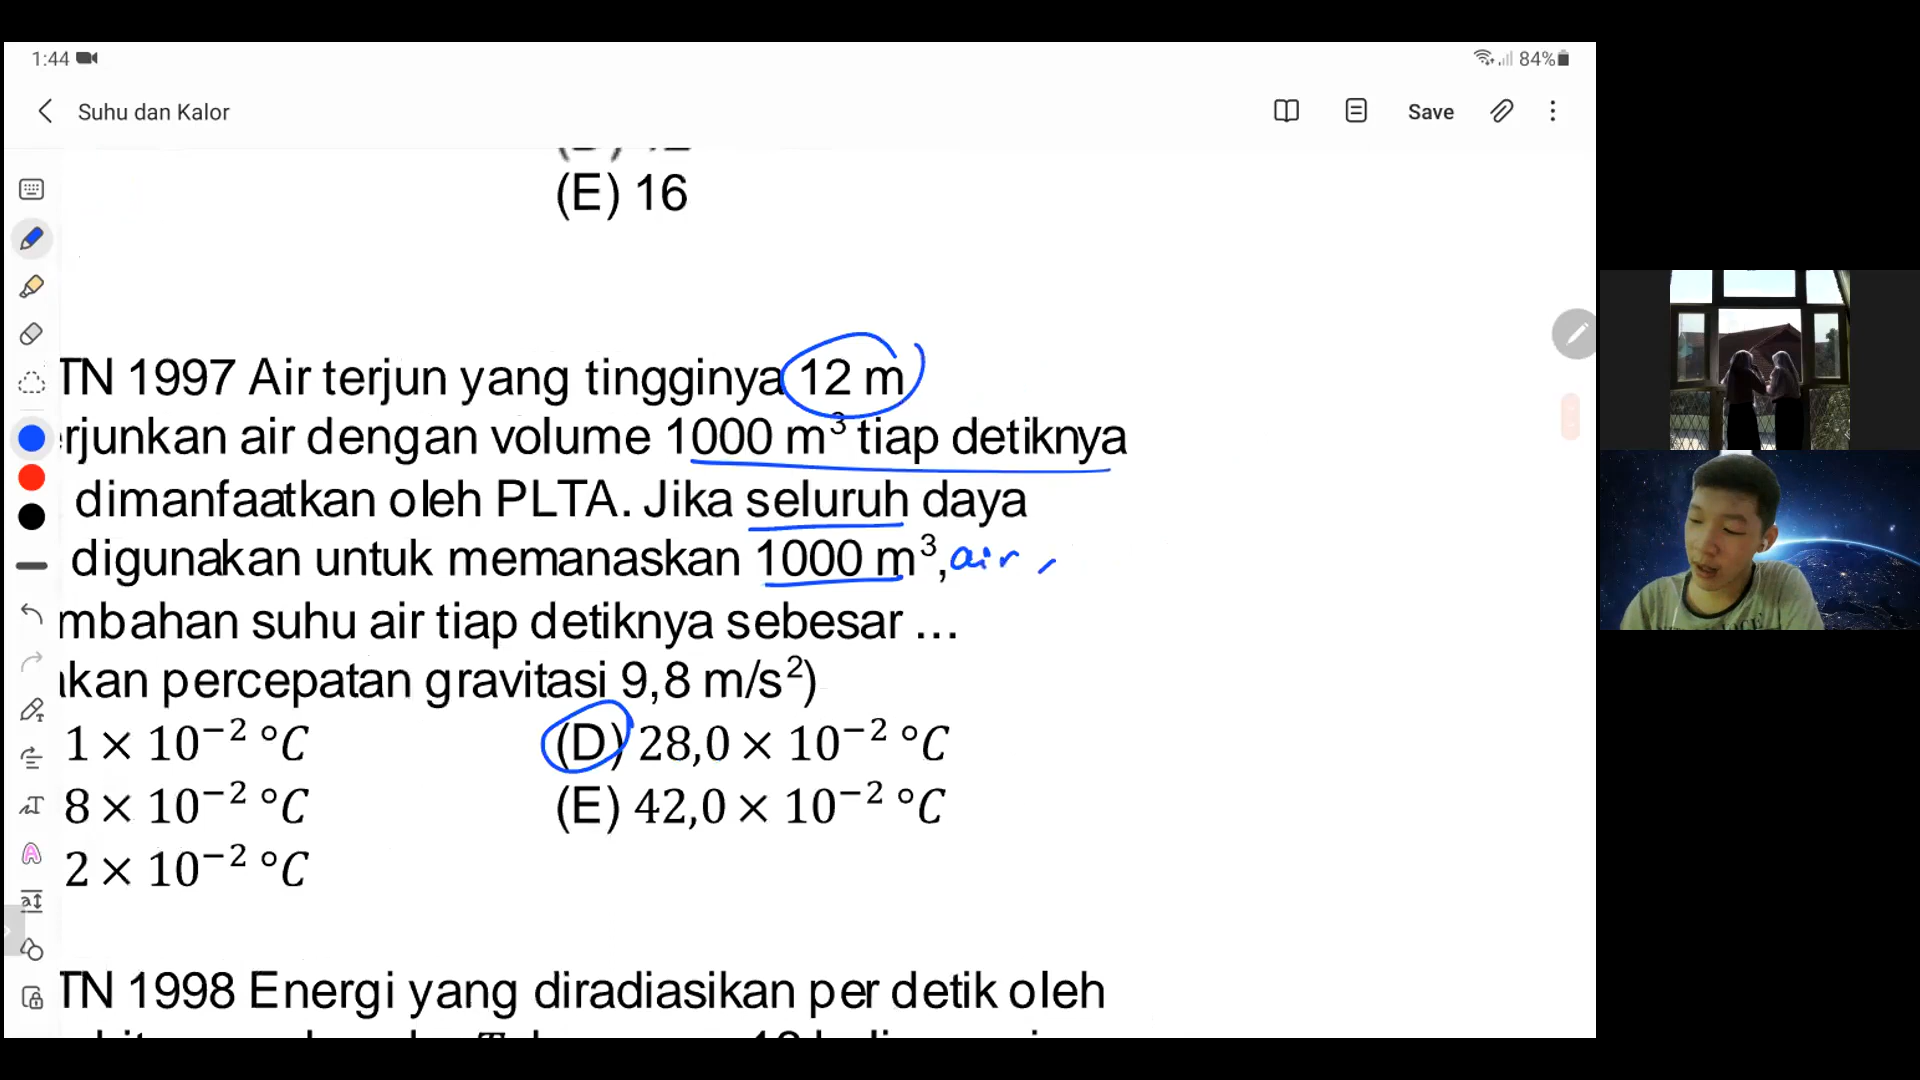 1:44
84%
Suhu dan Kalor
Save
(E) 16
TN 1997 Air terjun yang tingginya 12 m
erjunkan air dengan volume 1000 m³ tiap detiknya
dimanfaatkan oleh PLTA. Jika seluruh daya
digunakan untuk memanaskan 1000 m³, air,
mbahan suhu air tiap detiknya sebesar ...
akan percepatan gravitasi 9,8 m/s²)
1 × 10⁻² °C
(D) 28,0 × 10⁻² °C
8 × 10⁻² °C
(E) 42,0 × 10⁻² °C
2 × 10⁻² °C
TN 1998 Energi yang diradiasikan per detik oleh